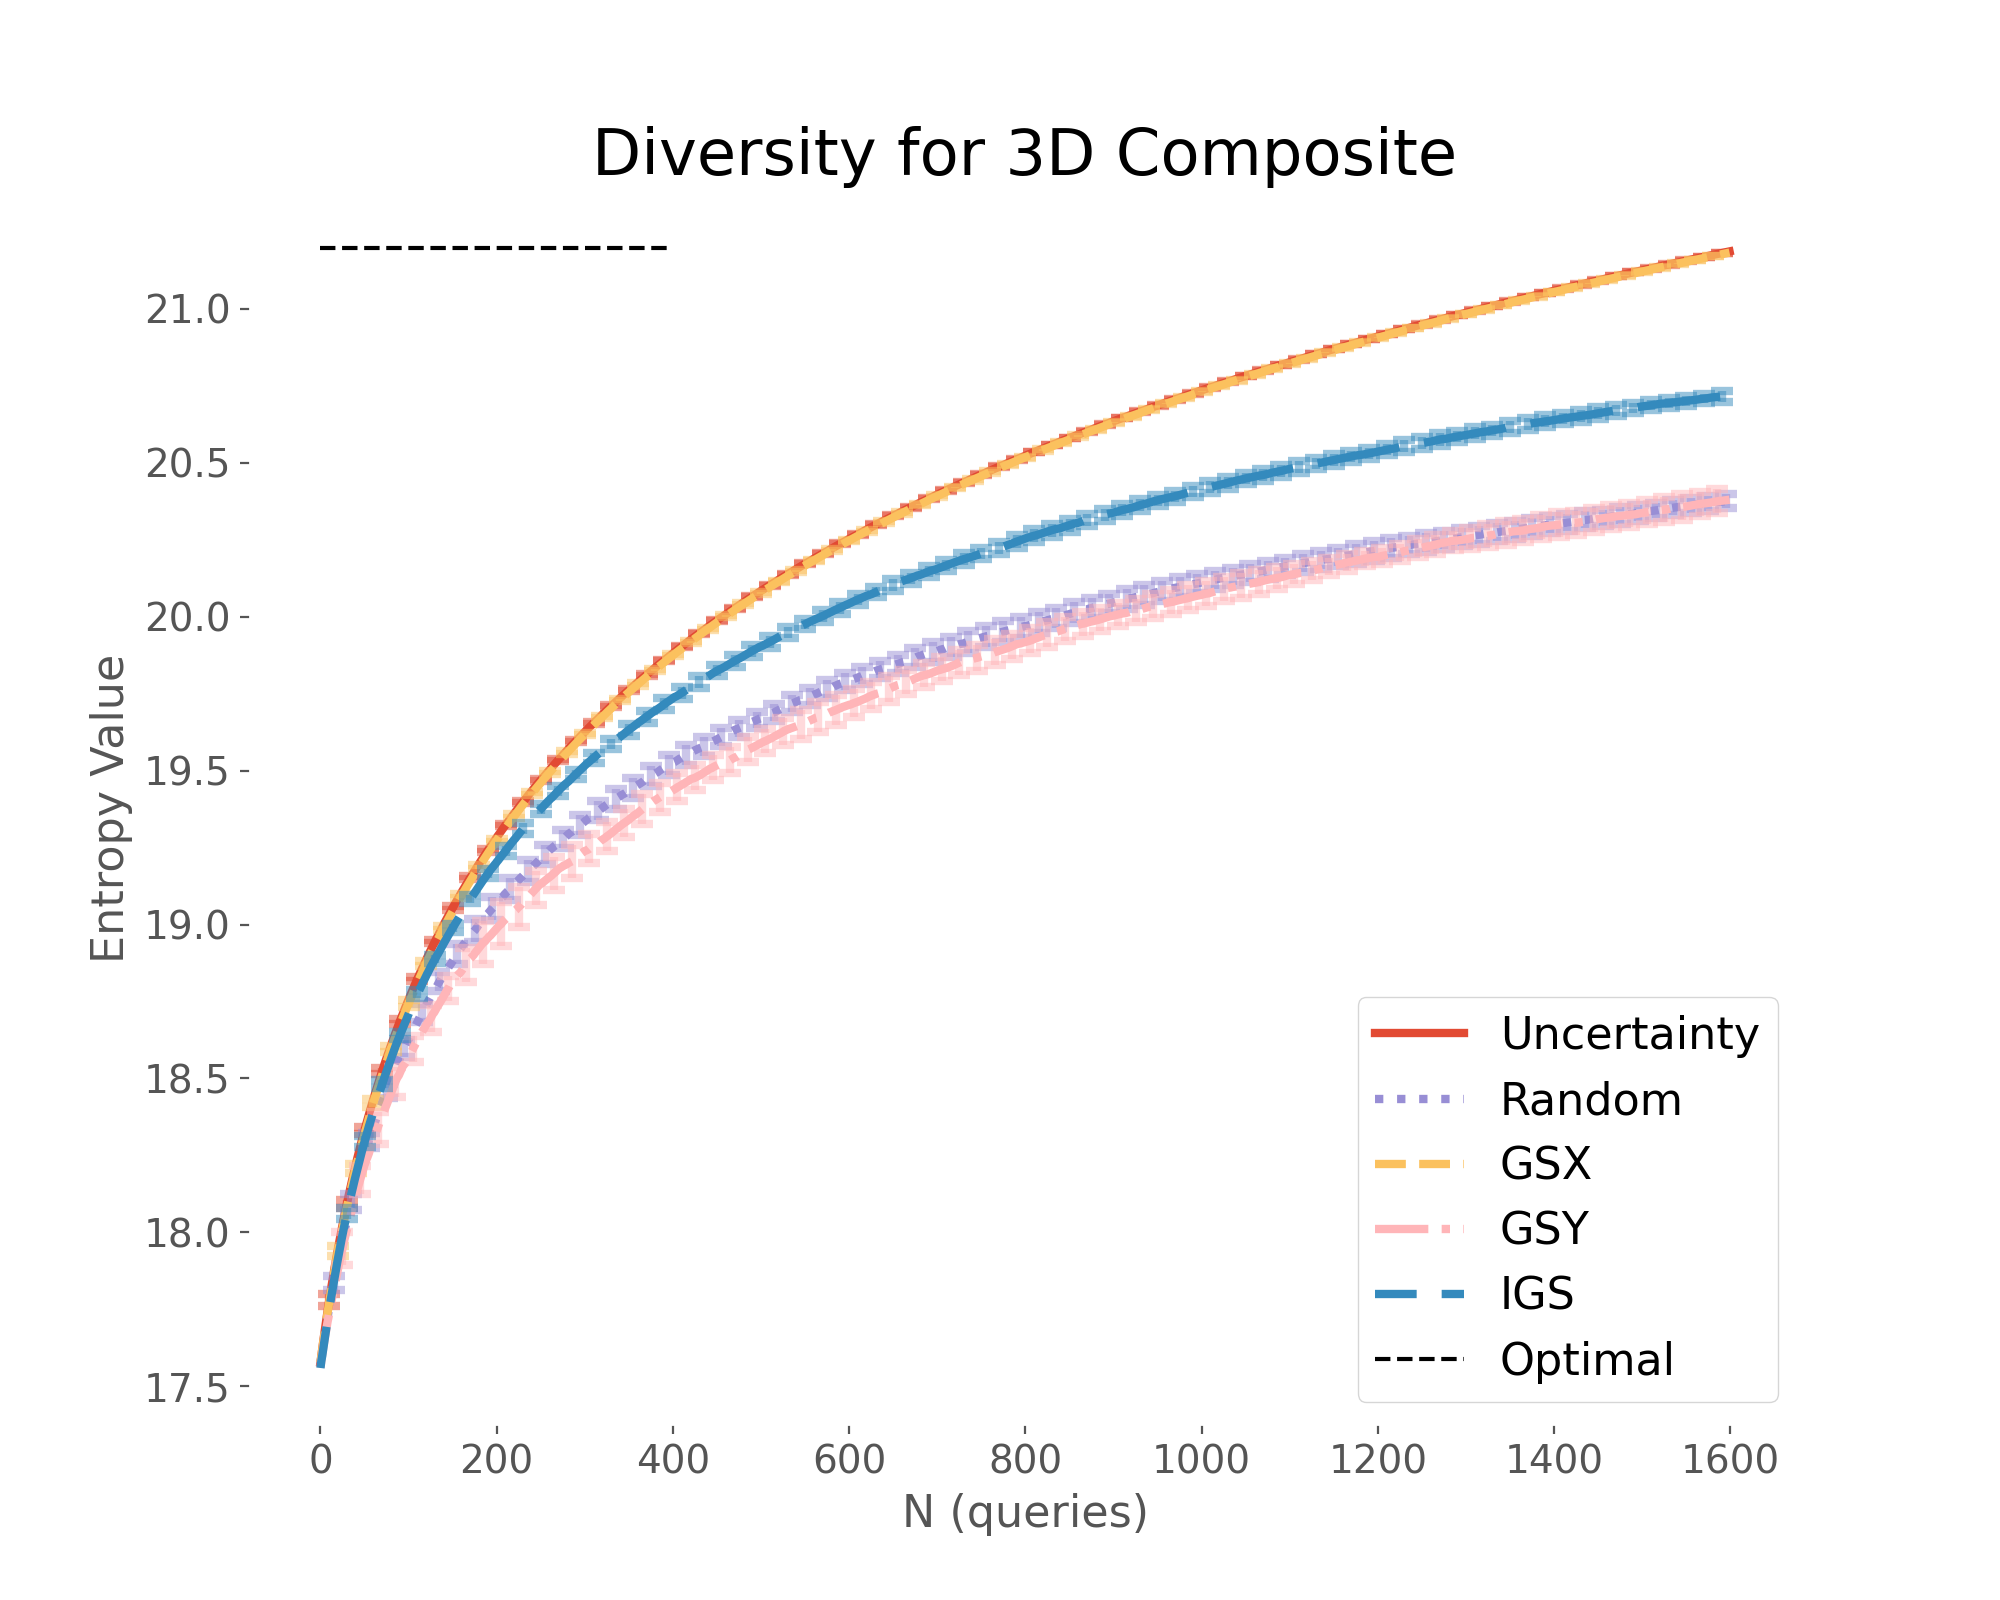 Diversity for 3D Composite
Entropy Value
21.0
20.5
20.0
19.5
19.0
18.5
18.0
17.5
Uncertainty
Random
GSX
GSY
IGS
Optimal
0 200 400 600 800 1000 1200 1400 1600
N (queries)